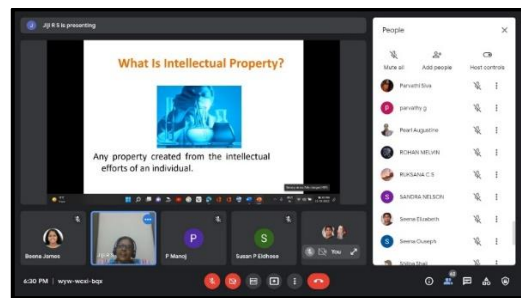 Jiji R S is presenting
What Is Intellectual Property?
Any property created from the intellectual
efforts of an individual.
Beena James
P Manoj
Susan P Eldhose
You
6:30 PM | wyw-wcxi-bqx
People
Mute all
Add people
Host controls
Parvathi Siva
parvathy g
Pearl Augustine
ROHAN MELVIN
RUKSANA C S
SANDRA NELSON
Seena Elizabeth
Seena Ouseph
P
P
S
S
S